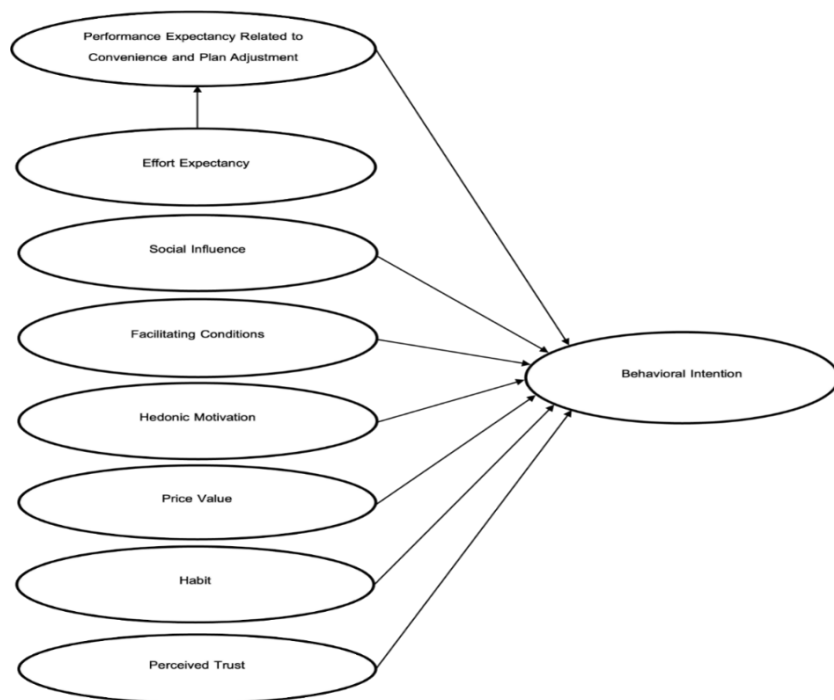 Performance Expectancy Related to
Convenience and Plan Adjustment
Effort Expectancy
Social Influence
Facilitating Conditions
Behavioral Intention
Hedonic Motivation
Price Value
Habit
Perceived Trust